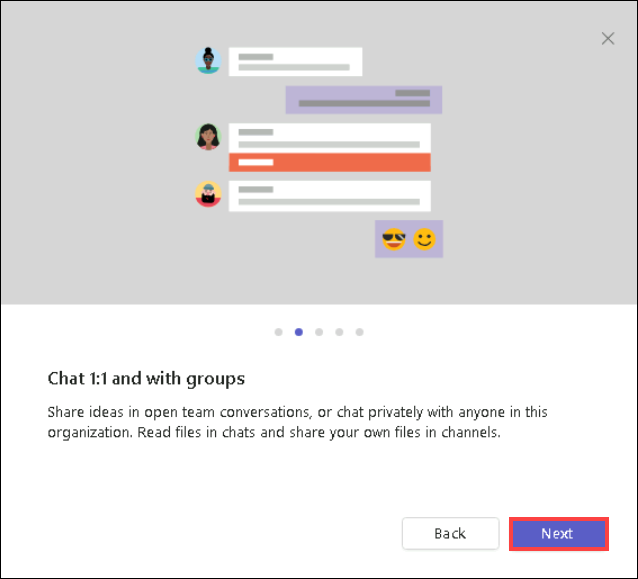 Chat 1:1 and with groups
Share ideas in open team conversations, or chat privately with anyone in this
organization. Read files in chats and share your own files in channels.
Back
Next